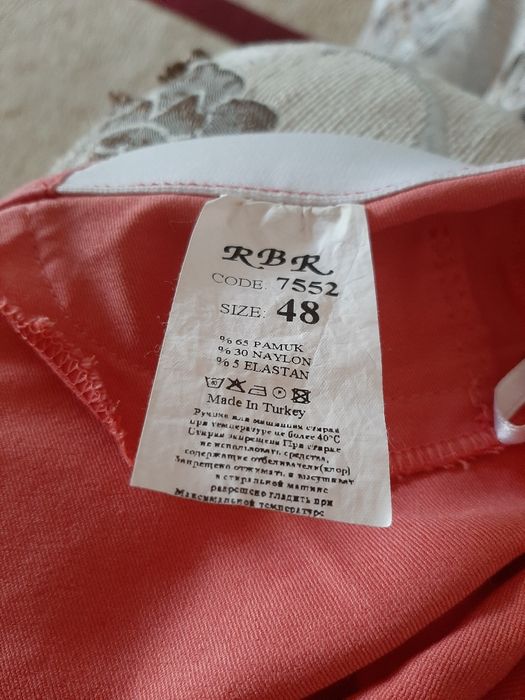 RBR
CODE: 7552
SIZE: 48
% 65 PAMUK
% 30 NAYLON
% 5 ELASTAN
Made In Turkey
Ручная или машинная стирка
при температуре не более 40°C
Стирка запрещена При стирке
не использовать средства,
содержащие отбеливатели(хлор)
Запрещено отжимать и
в стиральной машине
разрешено гладить при
Максимальной температуре